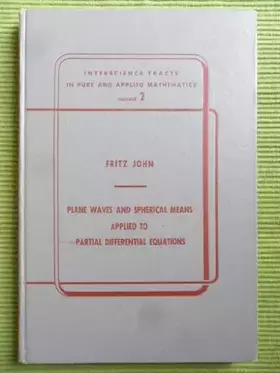 INTERSCIENCE TRACTS
IN PURE AND APPLIED MATHEMATICS
NUMBER 2
FRITZ JOHN
PLANE WAVES AND SPHERICAL MEANS
APPLIED TO
PARTIAL DIFFERENTIAL EQUATIONS